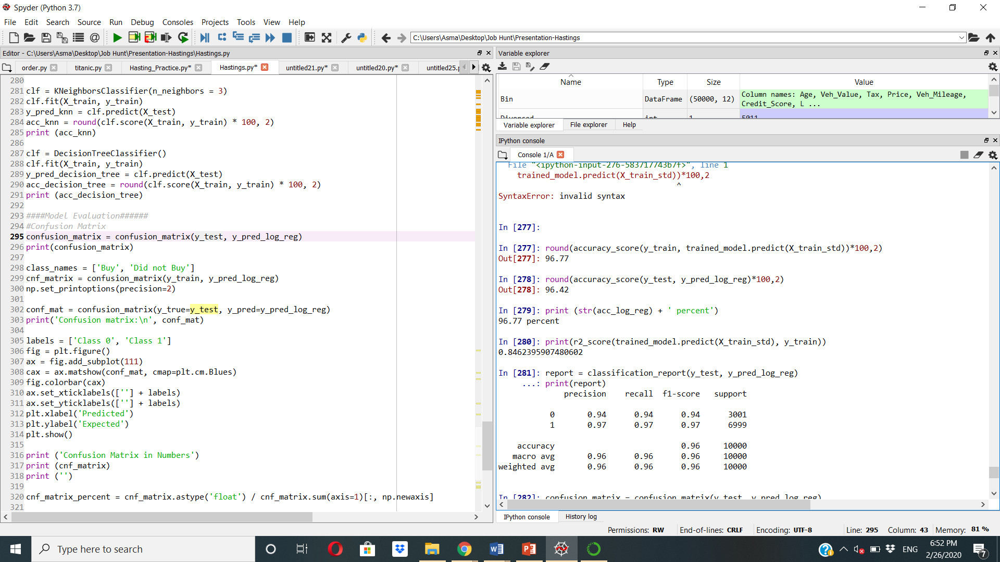 Spyder (Python 3.7)
File Edit Search Source Run Debug Consoles Projects Tools View Help
C:\Users\Asma\Desktop\Job Hunt\Presentation-Hastings
Editor - C:\Users\Asma\Desktop\Job Hunt\Presentation-Hastings\Hastings.py
order.py titanic.py Hasting_Practice.py* Hastings.py* untitled21.py* untitled20.py* untitled25.p
280
281 clf = KNeighborsClassifier(n_neighbors = 3)
282 clf.fit(X_train, y_train)
283 y_pred_knn = clf.predict(X_test)
284 acc_knn = round(clf.score(X_train, y_train) * 100, 2)
285 print (acc_knn)
286
287 clf = DecisionTreeClassifier()
288 clf.fit(X_train, y_train)
289 y_pred_decision_tree = clf.predict(X_test)
290 acc_decision_tree = round(clf.score(X_train, y_train) * 100, 2)
291 print (acc_decision_tree)
292
293 ####Model Evaluation######
294 #Confusion Matrix
295 confusion_matrix = confusion_matrix(y_test, y_pred_log_reg)
296 print(confusion_matrix)
297
298 class_names = ['Buy', 'Did not Buy']
299 cnf_matrix = confusion_matrix(y_train, y_pred_log_reg)
300 np.set_printoptions(precision=2)
301
302 conf_mat = confusion_matrix(y_true=y_test, y_pred=y_pred_log_reg)
303 print('Confusion matrix:\n', conf_mat)
304
305 labels = ['Class 0', 'Class 1']
306 fig = plt.figure()
307 ax = fig.add_subplot(111)
308 cax = ax.matshow(conf_mat, cmap=plt.cm.Blues)
309 fig.colorbar(cax)
310 ax.set_xticklabels([''] + labels)
311 ax.set_yticklabels([''] + labels)
312 plt.xlabel('Predicted')
313 plt.ylabel('Expected')
314 plt.show()
315
316 print ('Confusion Matrix in Numbers')
317 print (cnf_matrix)
318 print ('')
319
320 cnf_matrix_percent = cnf_matrix.astype('float') / cnf_matrix.sum(axis=1)[:, np.newaxis]
321
Variable explorer
Name Type Size Value
Bin DataFrame (50000, 12) Column names: Age, Veh_Value, Tax, Price, Veh_Mileage,
Credit_Score, L ...
Divorced int 1 5011
Variable explorer File explorer Help
IPython console
Console 1/A
File "<ipython-input-276-583717743b7f>", line 1
trained_model.predict(X_train_std))*100,2
^
SyntaxError: invalid syntax
In [277]:
In [277]: round(accuracy_score(y_train, trained_model.predict(X_train_std))*100,2)
Out[277]: 96.77
In [278]: round(accuracy_score(y_test, y_pred_log_reg)*100,2)
Out[278]: 96.42
In [279]: print (str(acc_log_reg) + ' percent')
96.77 percent
In [280]: print(r2_score(trained_model.predict(X_train_std), y_train))
0.8462395907480602
In [281]: report = classification_report(y_test, y_pred_log_reg)
...: print(report)
precision recall f1-score support
0 0.94 0.94 0.94 3001
1 0.97 0.97 0.97 6999
accuracy 0.96 10000
macro avg 0.96 0.96 0.96 10000
weighted avg 0.96 0.96 0.96 10000
In [282]: confusion_matrix = confusion_matrix(y_test, y_pred_log_reg)
IPython console History log
Permissions: RW End-of-lines: CRLF Encoding: UTF-8 Line: 295 Column: 43 Memory: 81 %
Type here to search
ENG
6:52 PM
2/26/2020
7